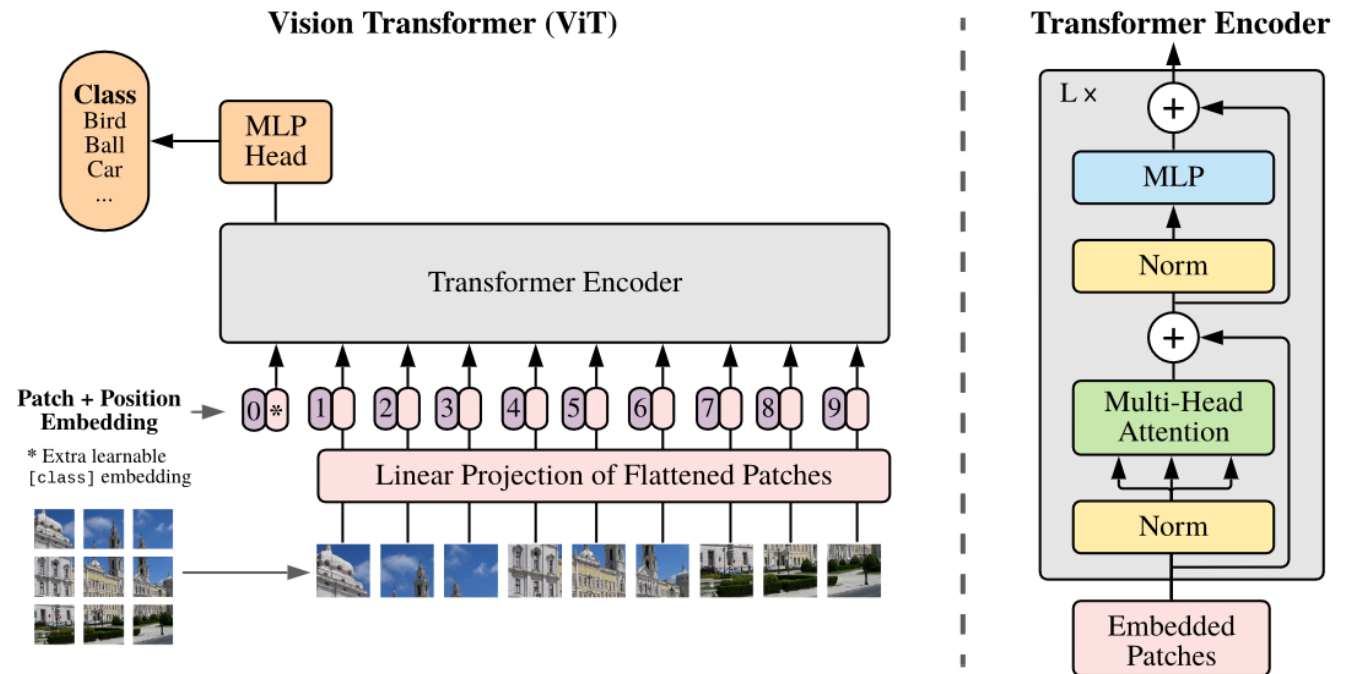 Vision Transformer (ViT)
Class
Bird
Ball
Car
...
MLP
Head
Transformer Encoder
Patch + Position
Embedding
* Extra learnable
[class] embedding
0 * 1 2 3 4 5 6 7 8 9
Linear Projection of Flattened Patches
Transformer Encoder
L ×
+
MLP
Norm
+
Multi-Head
Attention
Norm
Embedded
Patches